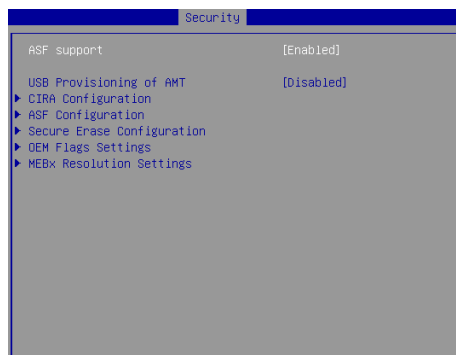 Security
ASF support [Enabled]
USB Provisioning of AMT [Disabled]
CIRA Configuration
ASF Configuration
Secure Erase Configuration
OEM Flags Settings
MEBx Resolution Settings